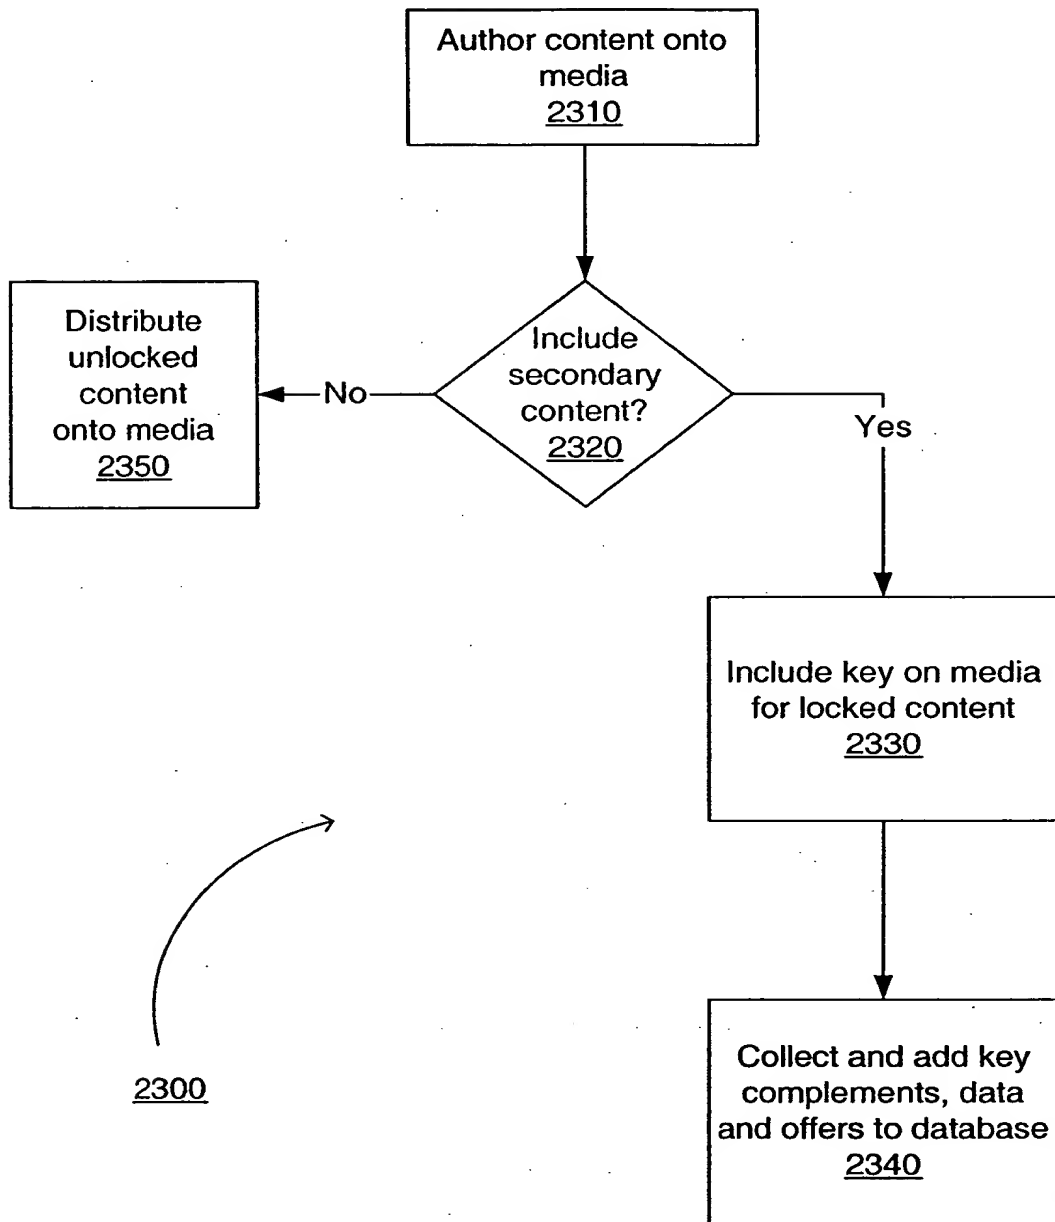 Author content onto
media
2310
Include
secondary
content?
2320
Distribute
unlocked
content
onto media
2350
No
Yes
Include key on media
for locked content
2330
2300
Collect and add key
complements, data
and offers to database
2340